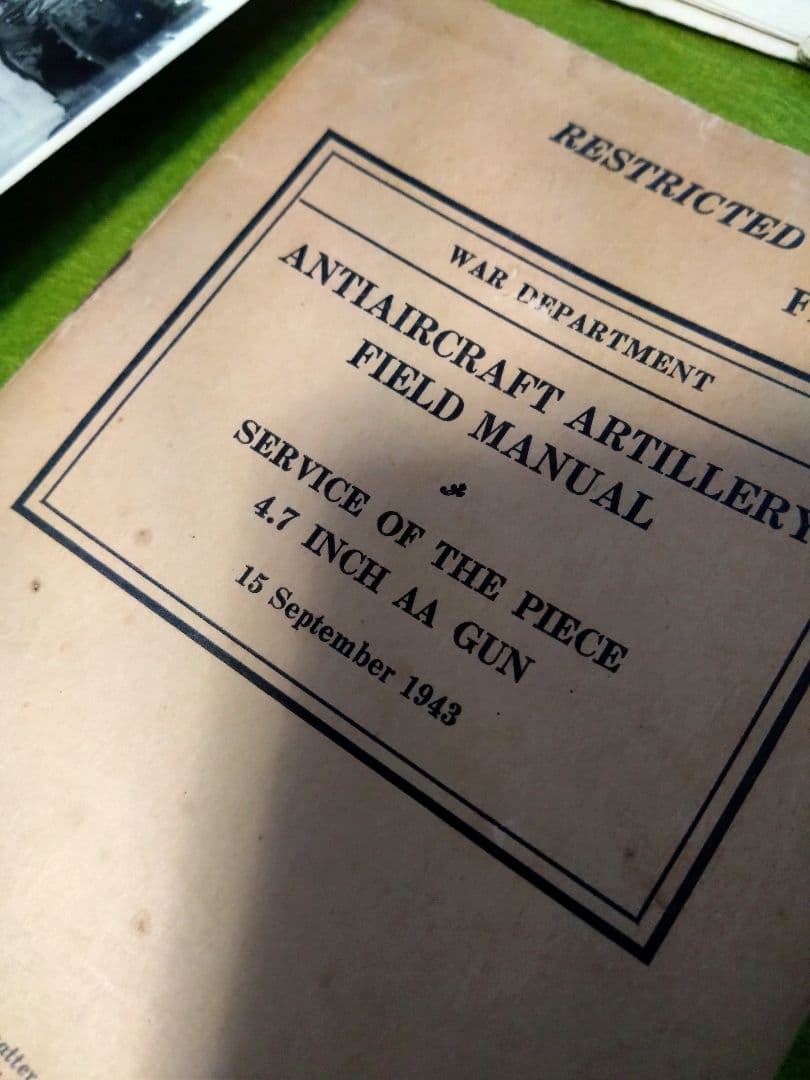 RESTRICTED
WAR DEPARTMENT
ANTIAIRCRAFT ARTILLERY
FIELD MANUAL
SERVICE OF THE PIECE
4.7 INCH AA GUN
15 September 1943